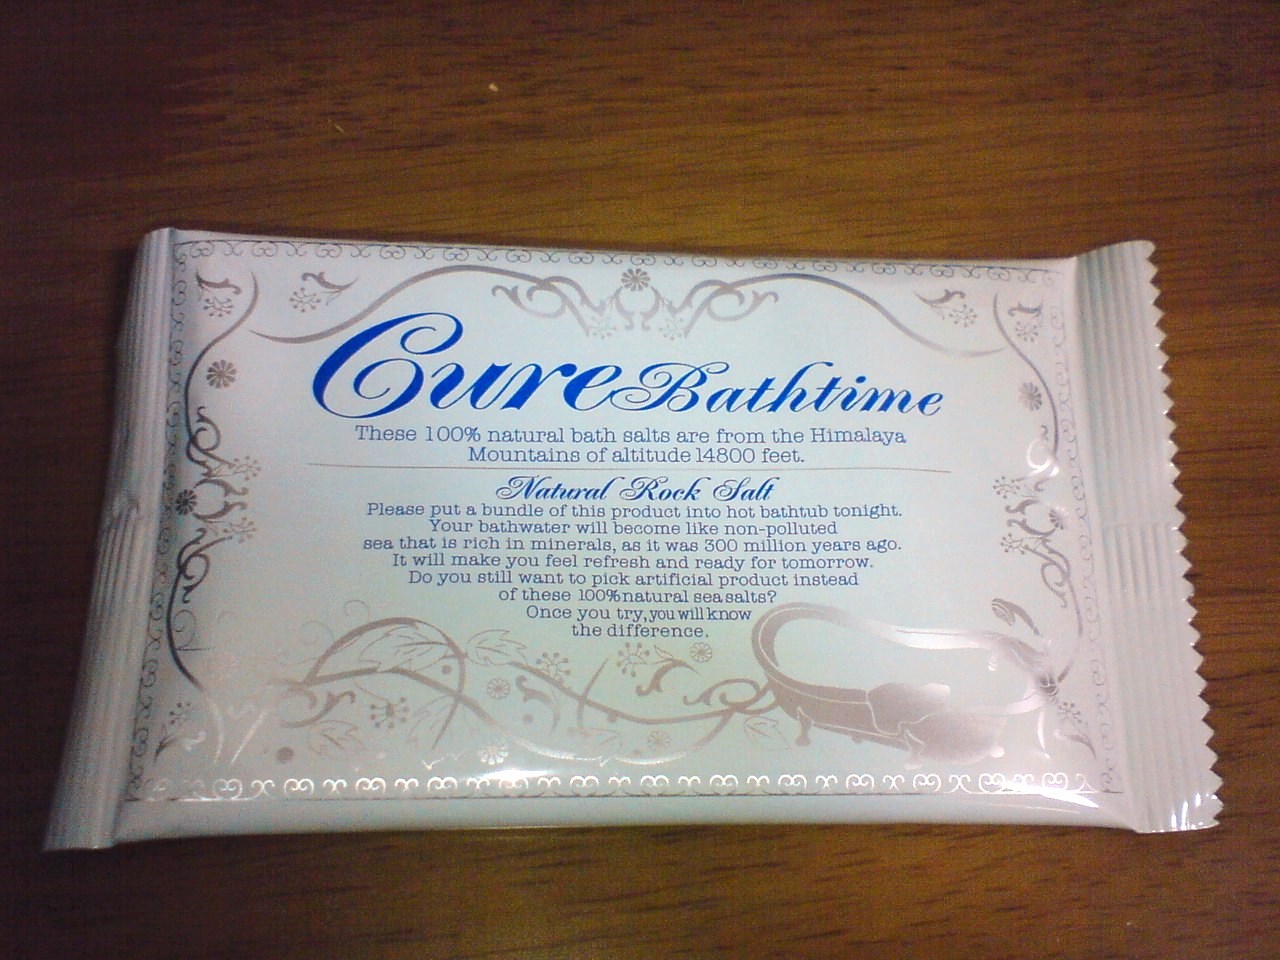 Cure Bathtime
These 100% natural bath salts are from the Himalaya
Mountains of altitude 14800 feet.
Natural Rock Salt
Please put a bundle of this product into hot bathtub tonight.
Your bathwater will become like non-polluted
sea that is rich in minerals, as it was 300 million years ago.
It will make you feel refresh and ready for tomorrow.
Do you still want to pick artificial product instead
of these 100%natural seasalts?
Once you try,you will know
the difference.